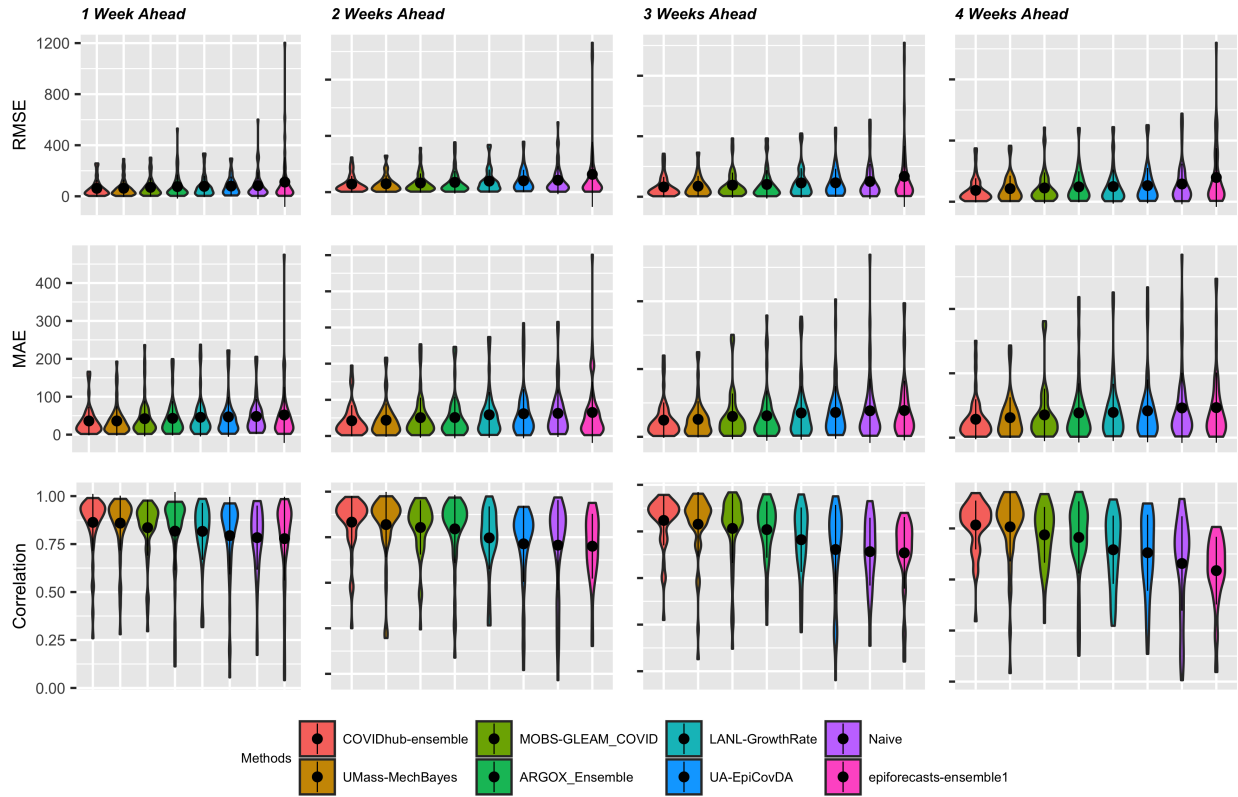 1 Week Ahead 2 Weeks Ahead 3 Weeks Ahead 4 Weeks Ahead
RMSE
1200
800
400
0
MAE
400
300
200
100
0
Correlation
1.00
0.75
0.50
0.25
0.00
Methods
COVIDhub-ensemble MOBS-GLEAM_COVID LANL-GrowthRate Naive
UMass-MechBayes ARGOX_Ensemble UA-EpiCovDA epiforecasts-ensemble1